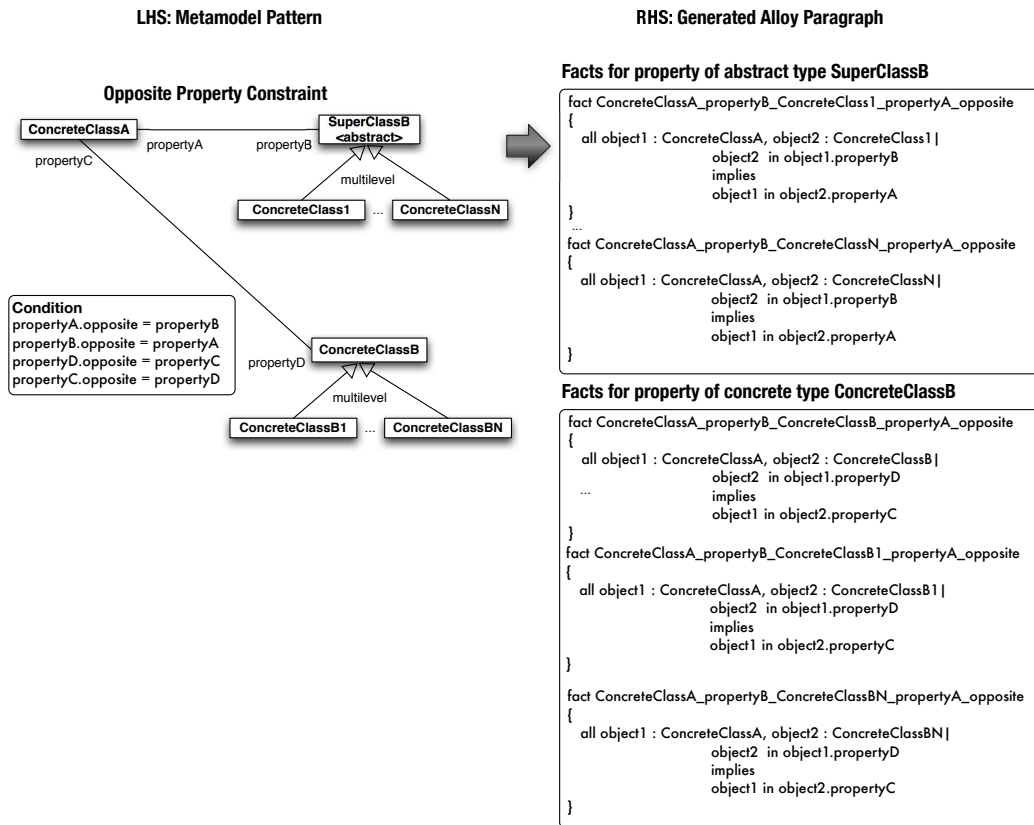 LHS: Metamodel Pattern
RHS: Generated Alloy Paragraph
Opposite Property Constraint
ConcreteClassA
propertyA
propertyB
SuperClassB
<abstract>
propertyC
multilevel
ConcreteClass1
...
ConcreteClassN
Condition
propertyA.opposite = propertyB
propertyB.opposite = propertyA
propertyD.opposite = propertyC
propertyC.opposite = propertyD
ConcreteClassB
propertyD
multilevel
ConcreteClassB1
...
ConcreteClassBN
Facts for property of abstract type SuperClassB
fact ConcreteClassA_propertyB_ConcreteClass1_propertyA_opposite
{
all object1 : ConcreteClassA, object2 : ConcreteClass1|
object2 in object1.propertyB
implies
object1 in object2.propertyA
}
...
fact ConcreteClassA_propertyB_ConcreteClassN_propertyA_opposite
{
all object1 : ConcreteClassA, object2 : ConcreteClassN|
object2 in object1.propertyB
implies
object1 in object2.propertyA
}
Facts for property of concrete type ConcreteClassB
fact ConcreteClassA_propertyB_ConcreteClassB_propertyA_opposite
{
all object1 : ConcreteClassA, object2 : ConcreteClassB|
object2 in object1.propertyD
... implies
object1 in object2.propertyC
}
fact ConcreteClassA_propertyB_ConcreteClassB1_propertyA_opposite
{
all object1 : ConcreteClassA, object2 : ConcreteClassB1|
object2 in object1.propertyD
implies
object1 in object2.propertyC
}
fact ConcreteClassA_propertyB_ConcreteClassBN_propertyA_opposite
{
all object1 : ConcreteClassA, object2 : ConcreteClassBN|
object2 in object1.propertyD
implies
object1 in object2.propertyC
}